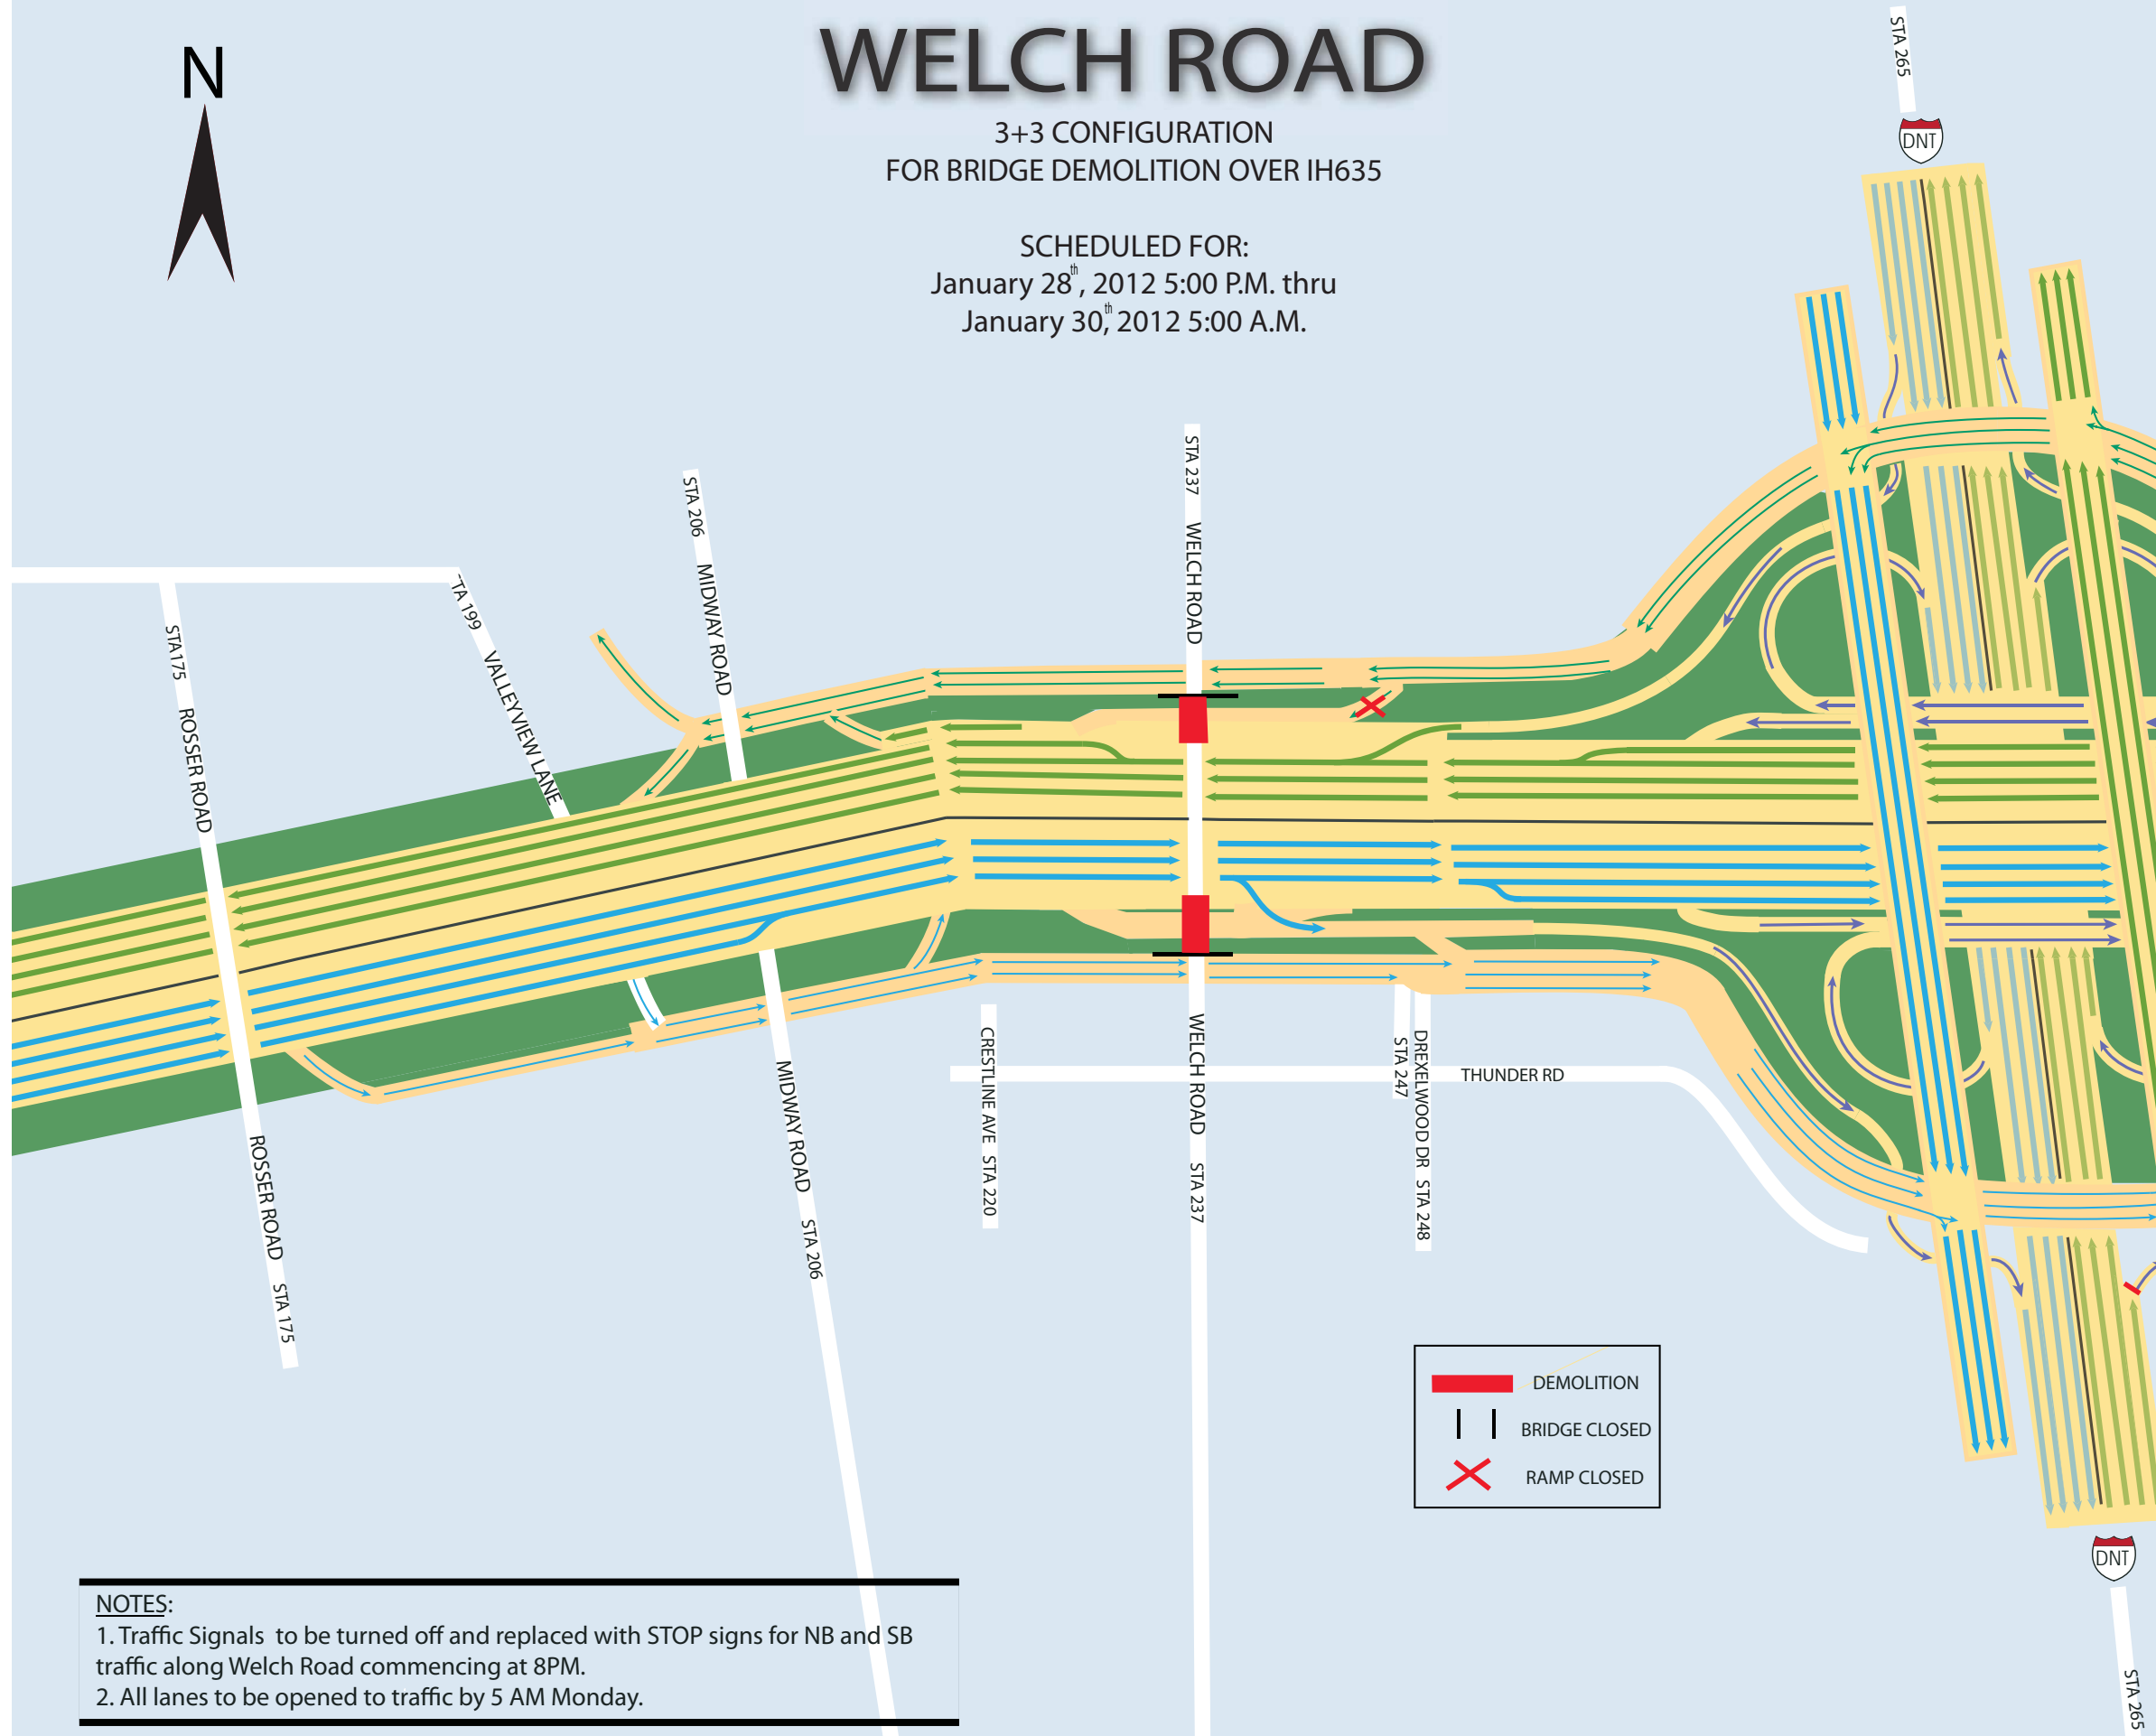 WELCH ROAD
3+3 CONFIGURATION
FOR BRIDGE DEMOLITION OVER IH635
SCHEDULED FOR:
January 28th, 2012 5:00 P.M. thru
January 30th, 2012 5:00 A.M.
N
STA 265
DNT
STA 237
WELCH ROAD
STA 206
MIDWAY ROAD
TA 199
VALLEYVIEW LANE
STA175
ROSSER ROAD
ROSSER ROAD
STA 175
MIDWAY ROAD
STA 206
CRESTLINE AVE STA 220
WELCH ROAD
STA 237
STA 247
DREXELWOOD DR STA 248
THUNDER RD
DEMOLITION
BRIDGE CLOSED
RAMP CLOSED
DNT
STA 265
NOTES:
1. Traffic Signals to be turned off and replaced with STOP signs for NB and SB
traffic along Welch Road commencing at 8PM.
2. All lanes to be opened to traffic by 5 AM Monday.